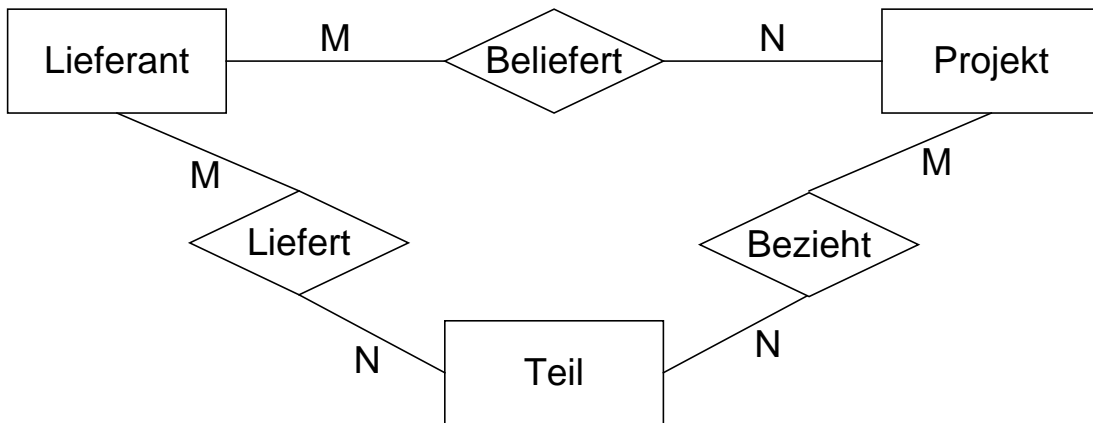 M
N
Lieferant
Beliefert
Projekt
M
M
Liefert
Bezieht
N
N
Teil